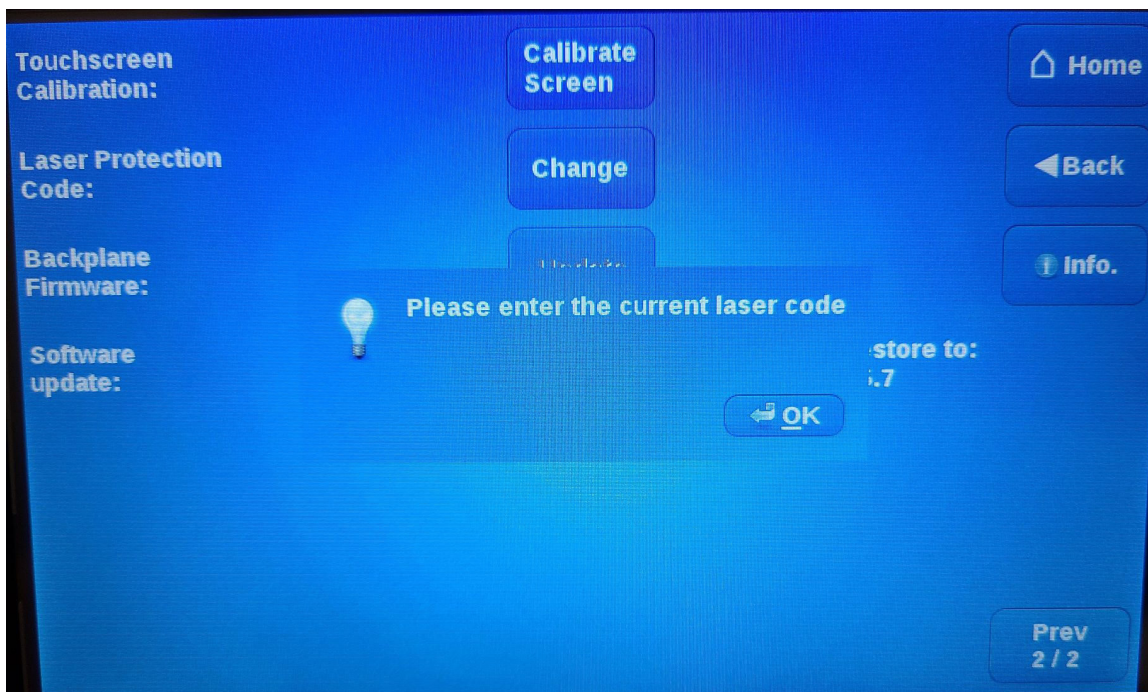 Touchscreen
Calibration:
Calibrate
Screen
Home
Laser Protection
Code:
Change
Back
Backplane
Firmware:
Info.
Please enter the current laser code
Software
update:
store to:
.7
OK
Prev
2 / 2